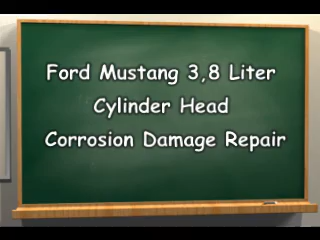 Ford Mustang 3,8 Liter
Cylinder Head
Corrosion Damage Repair